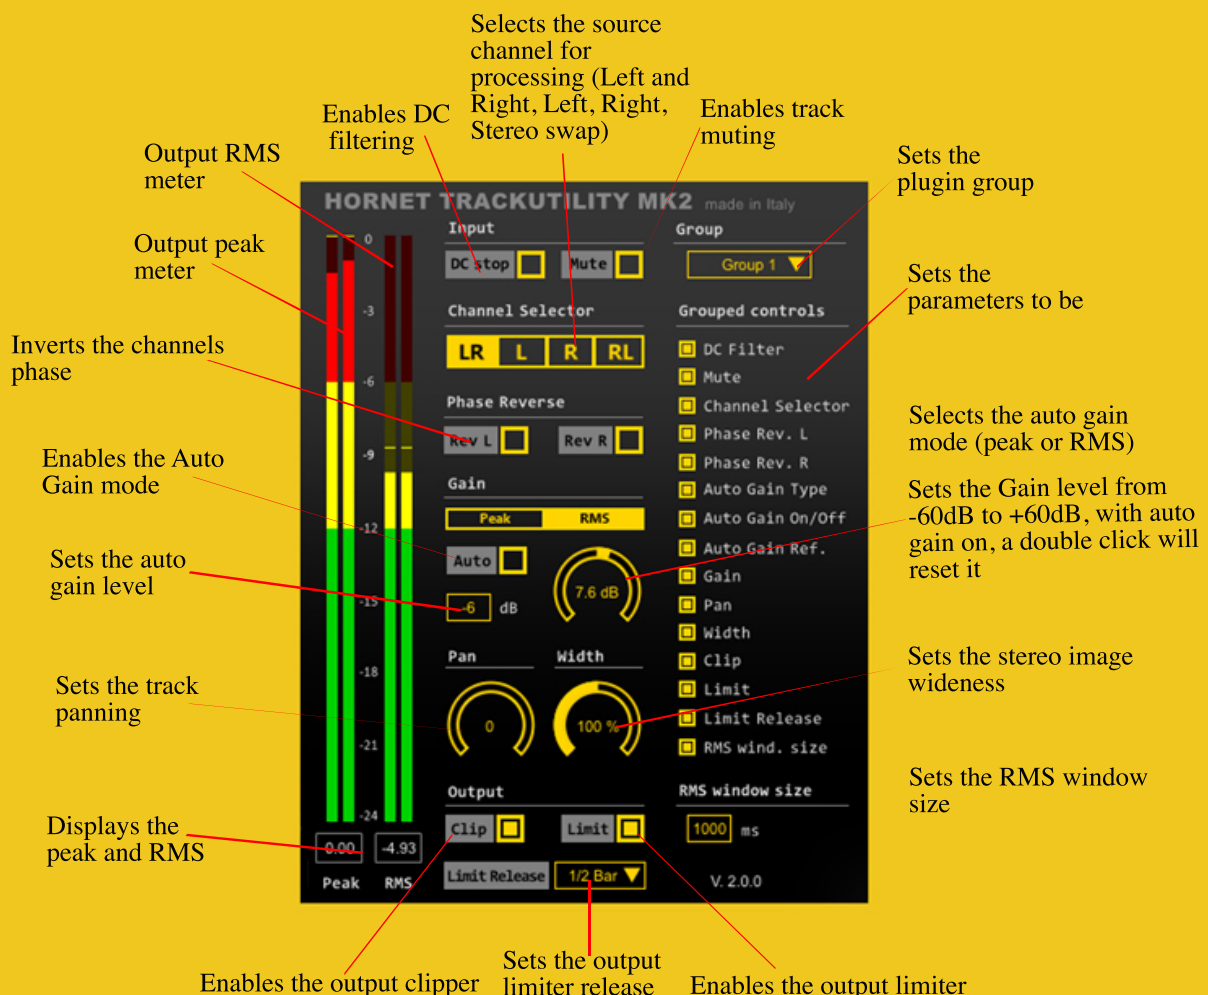 Selects the source
channel for
processing (Left and
Right, Left, Right,
Stereo swap)
Enables DC
filtering
Enables track
muting
Output RMS
meter
Sets the
plugin group
Output peak
meter
Sets the
parameters to be
Inverts the channels
phase
Selects the auto gain
mode (peak or RMS)
Enables the Auto
Gain mode
Sets the Gain level from
-60dB to +60dB, with auto
gain on, a double click will
reset it
Sets the auto
gain level
Sets the stereo image
wideness
Sets the track
panning
Sets the RMS window
size
Displays the
peak and RMS
Enables the output clipper
Sets the output
limiter release
Enables the output limiter
HORNET TRACKUTILITY MK2 made in Italy
0
-3
-6
-9
-12
-15
-18
-21
-24
0.00 -4.93
Peak RMS
Input
DC stop Mute
Channel Selector
LR L R RL
Phase Reverse
Rev L Rev R
Gain
Peak RMS
Auto
-6 dB
7.6 dB
Pan Width
0 100 %
Output
Clip Limit
Limit Release 1/2 Bar
Group
Group 1
Grouped controls
DC Filter
Mute
Channel Selector
Phase Rev. L
Phase Rev. R
Auto Gain Type
Auto Gain On/Off
Auto Gain Ref.
Gain
Pan
Width
Clip
Limit
Limit Release
RMS wind. size
RMS window size
1000 ms
V. 2.0.0